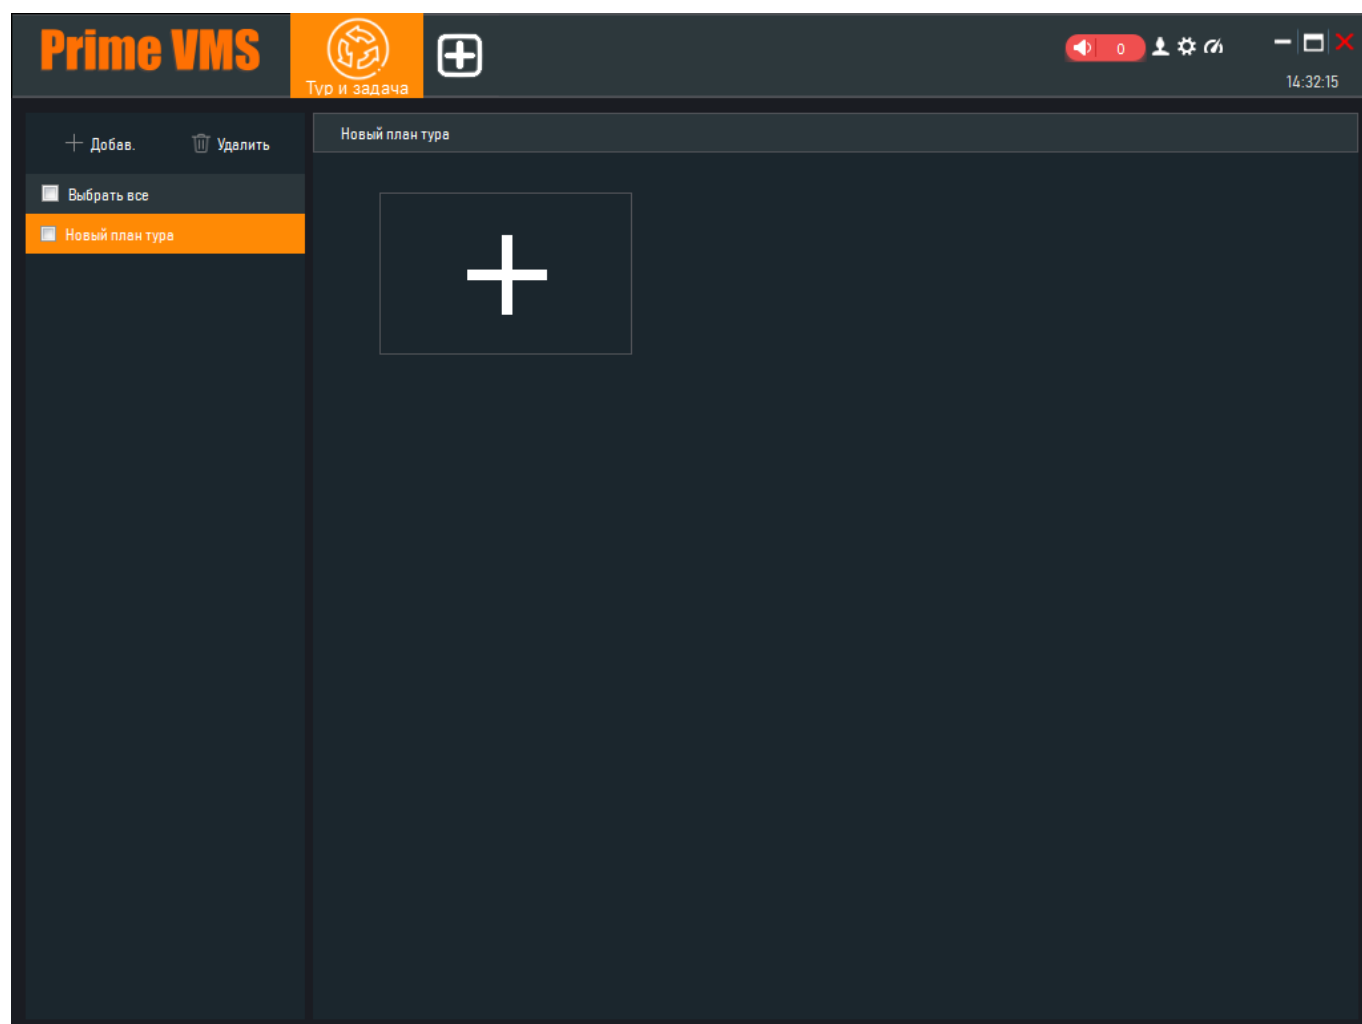 Prime VMS
Тур и задача
0
14:32:15
Добав.
Удалить
Новый план тура
Выбрать все
Новый план тура